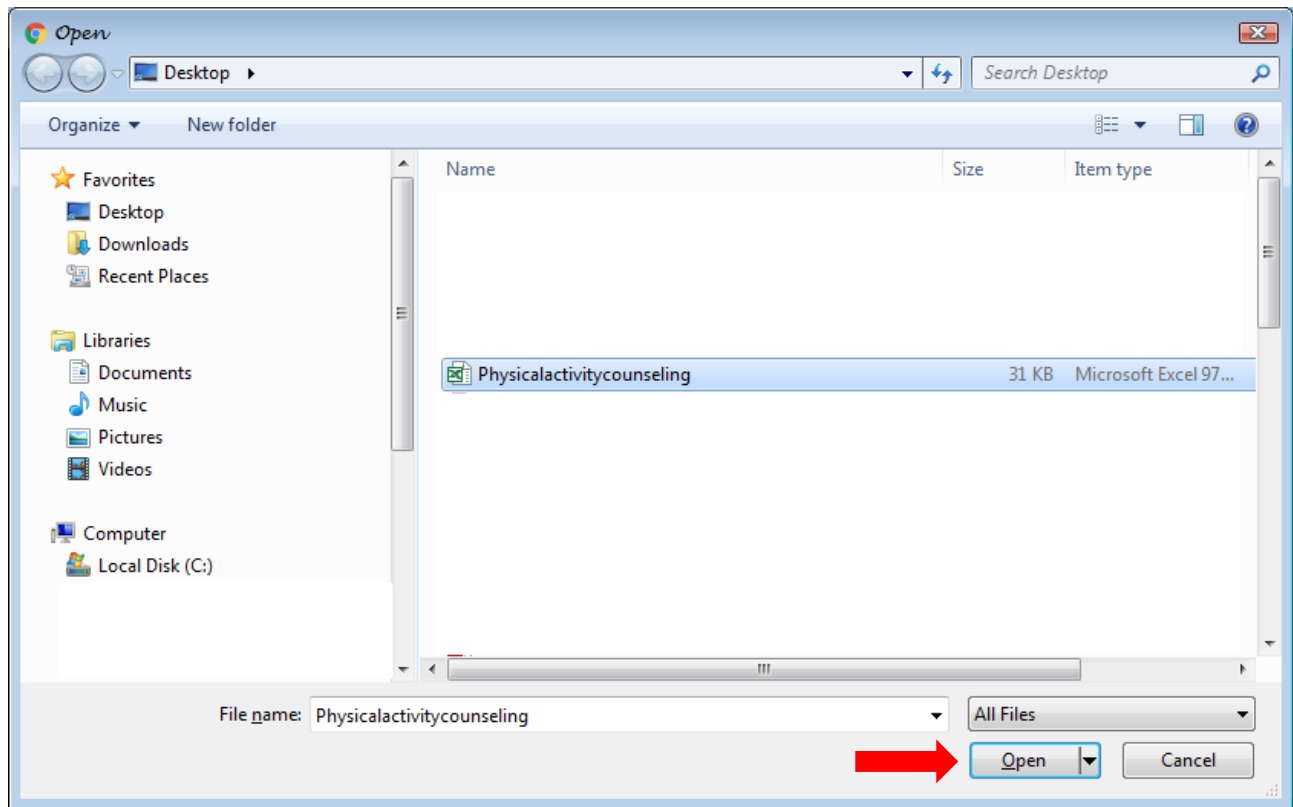 Open
Desktop
Search Desktop
Organize
New folder
Name
Size
Item type
Favorites
Desktop
Downloads
Recent Places
Libraries
Documents
Music
Pictures
Videos
Computer
Local Disk (C:)
Physicalactivitycounseling 31 KB Microsoft Excel 97...
File name: Physicalactivitycounseling
All Files
Open
Cancel